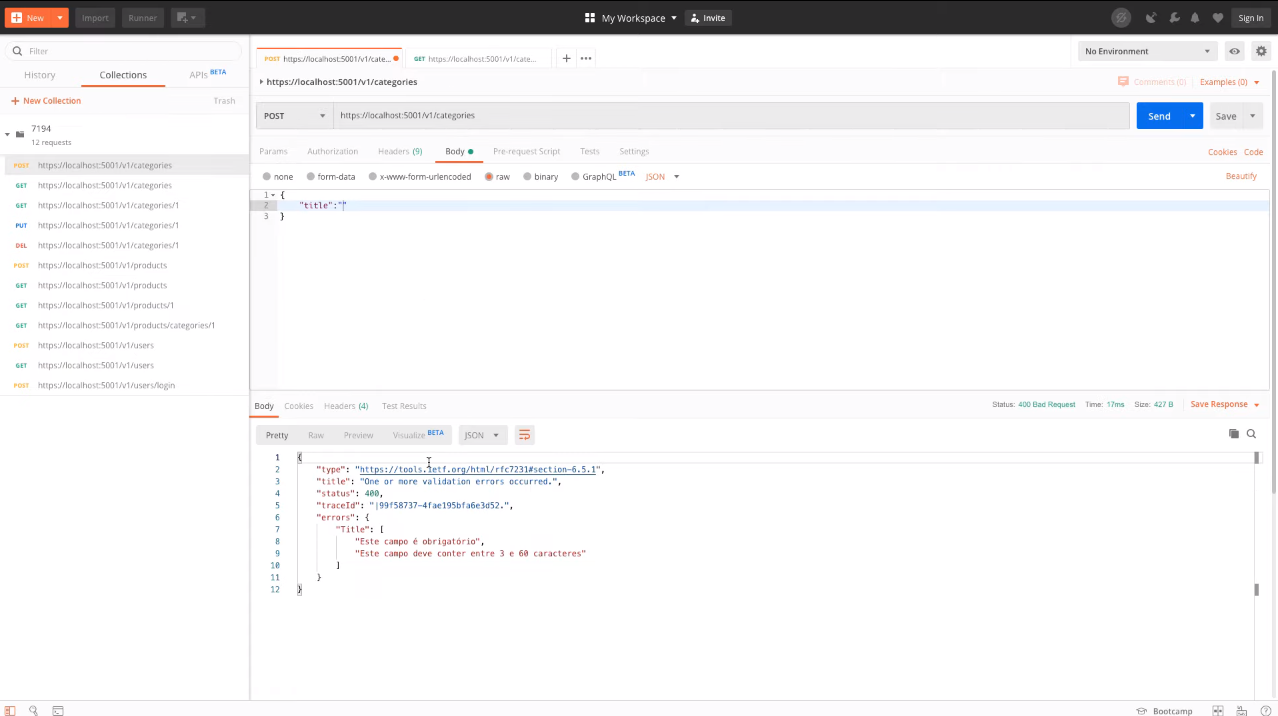 New Import Runner My Workspace Invite Sign In
Filter
History Collections APIs BETA
New Collection Trash
7194
12 requests
POST https://localhost:5001/v1/categories
GET https://localhost:5001/v1/categories
GET https://localhost:5001/v1/categories/1
PUT https://localhost:5001/v1/categories/1
DEL https://localhost:5001/v1/categories/1
POST https://localhost:5001/v1/products
GET https://localhost:5001/v1/products
GET https://localhost:5001/v1/products/1
GET https://localhost:5001/v1/products/categories/1
POST https://localhost:5001/v1/users
GET https://localhost:5001/v1/users
POST https://localhost:5001/v1/users/login
POST https://localhost:5001/v1/cate... GET https://localhost:5001/v1/cate... No Environment
https://localhost:5001/v1/categories Comments (0) Examples (0)
POST https://localhost:5001/v1/categories Send Save
Params Authorization Headers (9) Body Pre-request Script Tests Settings Cookies Code
none form-data x-www-form-urlencoded raw binary GraphQL BETA JSON Beautify
1 {
2 "title":""
3 }
Body Cookies Headers (4) Test Results Status: 400 Bad Request Time: 17ms Size: 427 B Save Response
Pretty Raw Preview Visualize BETA JSON
1 {
2 "type": "https://tools.ietf.org/html/rfc7231#section-6.5.1",
3 "title": "One or more validation errors occurred.",
4 "status": 400,
5 "traceId": "|99f58737-4fae195bfa6e3d52.",
6 "errors": {
7 "Title": [
8 "Este campo é obrigatório",
9 "Este campo deve conter entre 3 e 60 caracteres"
10 ]
11 }
12 }
Bootcamp